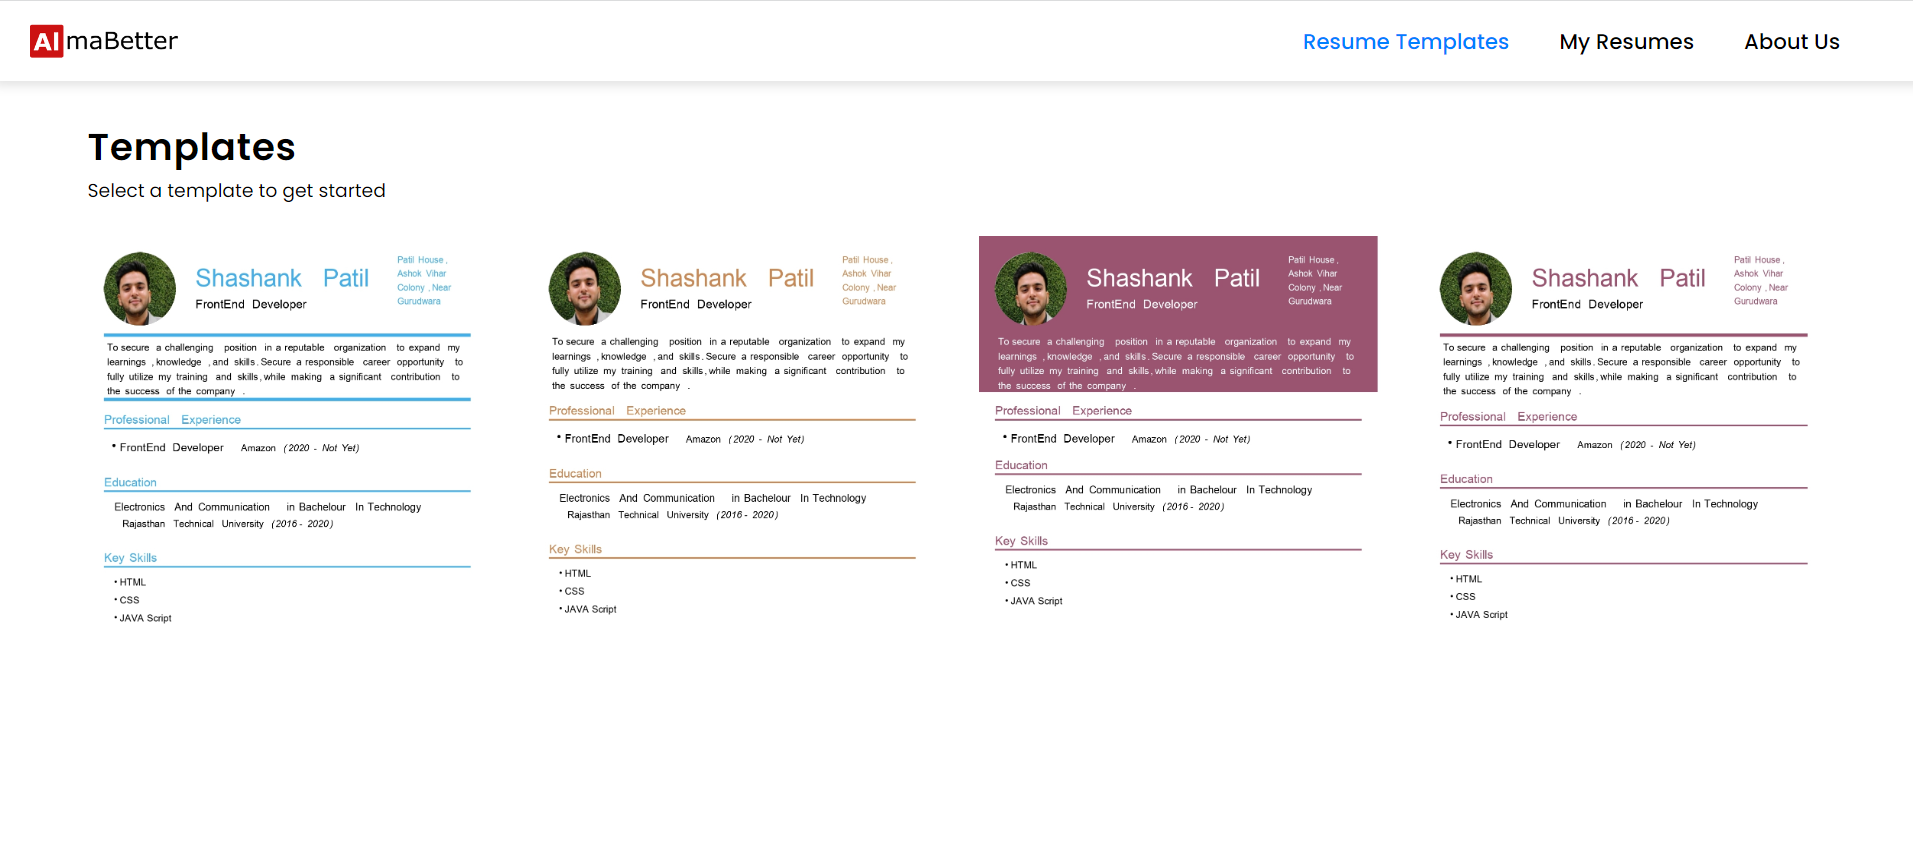 AlmaBetter
Resume Templates
My Resumes
About Us
Templates
Select a template to get started
Shashank Patil
FrontEnd Developer
Patil House ,
Ashok Vihar
Colony , Near
Gurudwara
To secure a challenging position in a reputable organization to expand my
learnings , knowledge , and skills . Secure a responsible career opportunity to
fully utilize my training and skills , while making a significant contribution to
the success of the company .
Professional Experience
• FrontEnd Developer Amazon (2020 - Not Yet)
Education
Electronics And Communication in Bachelour In Technology
Rajasthan Technical University (2016 - 2020)
Key Skills
• HTML
• CSS
• JAVA Script
Shashank Patil
FrontEnd Developer
Patil House ,
Ashok Vihar
Colony , Near
Gurudwara
To secure a challenging position in a reputable organization to expand my
learnings , knowledge , and skills . Secure a responsible career opportunity to
fully utilize my training and skills , while making a significant contribution to
the success of the company .
Professional Experience
• FrontEnd Developer Amazon (2020 - Not Yet)
Education
Electronics And Communication in Bachelour In Technology
Rajasthan Technical University (2016 - 2020)
Key Skills
• HTML
• CSS
• JAVA Script
Shashank Patil
FrontEnd Developer
Patil House ,
Ashok Vihar
Colony , Near
Gurudwara
To secure a challenging position in a reputable organization to expand my
learnings , knowledge , and skills . Secure a responsible career opportunity to
fully utilize my training and skills , while making a significant contribution to
the success of the company .
Professional Experience
• FrontEnd Developer Amazon (2020 - Not Yet)
Education
Electronics And Communication in Bachelour In Technology
Rajasthan Technical University (2016 - 2020)
Key Skills
• HTML
• CSS
• JAVA Script
Shashank Patil
FrontEnd Developer
Patil House ,
Ashok Vihar
Colony , Near
Gurudwara
To secure a challenging position in a reputable organization to expand my
learnings , knowledge , and skills . Secure a responsible career opportunity to
fully utilize my training and skills , while making a significant contribution to
the success of the company .
Professional Experience
• FrontEnd Developer Amazon (2020 - Not Yet)
Education
Electronics And Communication in Bachelour In Technology
Rajasthan Technical University (2016 - 2020)
Key Skills
• HTML
• CSS
• JAVA Script